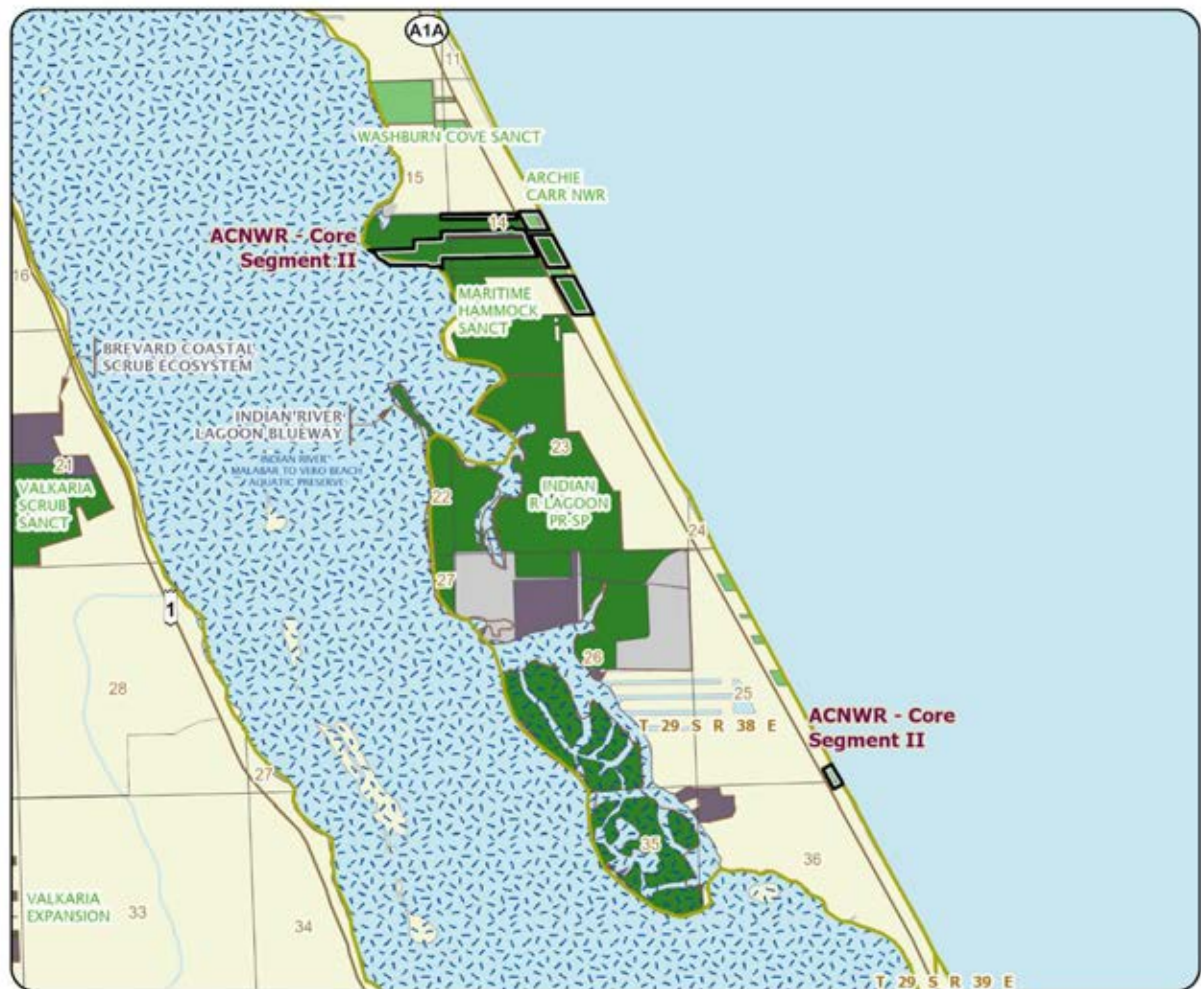 A1A
11
WASHBURN COVE SANCT
15
ARCHIE
CARR NWR
14
ACNWR - Core
Segment II
16
MARITIME
HAMMOCK
SANCT
i
BREVARD COASTAL
SCRUB ECOSYSTEM
INDIAN RIVER
LAGOON BLUEWAY
INDIAN RIVER
MALABAR TO VERO BEACH
AQUATIC PRESERVE
21
VALKARIA
SCRUB
SANCT
22
23
INDIAN
R LAGOON
PR-SP
24
27
1
26
28
25
T 29 S R 38 E
ACNWR - Core
Segment II
27
35
36
VALKARIA
EXPANSION
33
34
T 29 S R 39 E